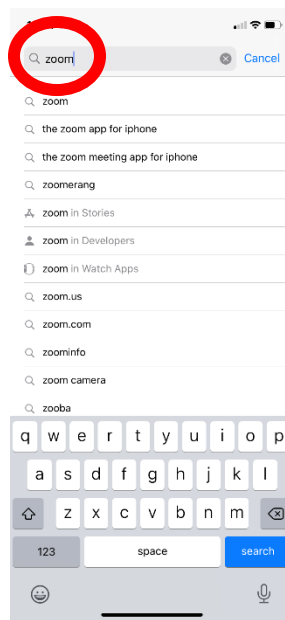 zoom Cancel
zoom
the zoom app for iphone
the zoom meeting app for iphone
zoomerang
zoom in Stories
zoom in Developers
zoom in Watch Apps
zoom.us
zoom.com
zoominfo
zoom camera
zooba
q w e r t y u i o p
a s d f g h j k l
z x c v b n m
123 space search